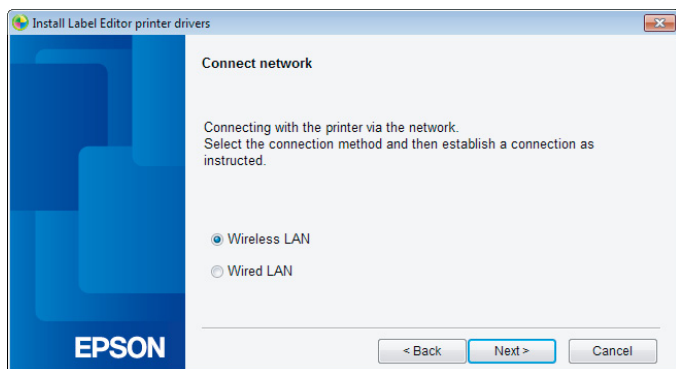 Install Label Editor printer drivers
Connect network
Connecting with the printer via the network.
Select the connection method and then establish a connection as
instructed.
Wireless LAN
Wired LAN
EPSON
< Back
Next >
Cancel